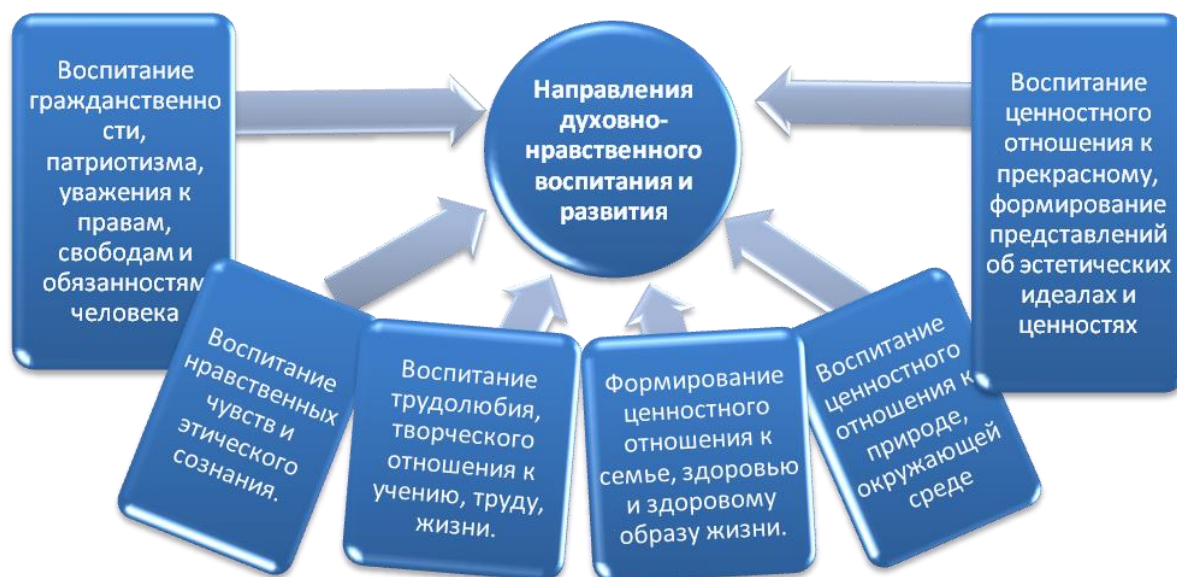 Воспитание
гражданственно
сти,
патриотизма,
уважения к
правам,
свободам и
обязанностям
человека
Воспитание
нравственных
чувств и
этического
сознания.
Воспитание
трудолюбия,
творческого
отношения к
учению, труду,
жизни.
Направления
духовно-
нравственного
воспитания и
развития
Формирование
ценностного
отношения к
семье, здоровью
и здоровому
образу жизни.
Воспитание
ценностного
отношения к
природе,
окружающей
среде
Воспитание
ценностного
отношения к
прекрасному,
формирование
представлений
об эстетических
идеалах и
ценностях